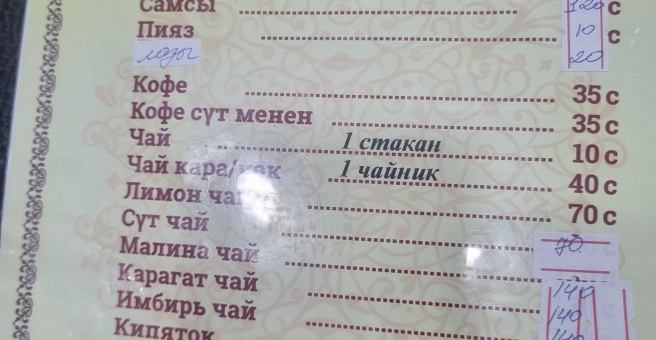 Самсы 120 с
Пияз 10 с
20
Кофе 35 с
Кофе сүт менен 35 с
Чай 1 стакан 10 с
Чай кара/көк 1 чайник 40 с
Лимон чай 70 с
Сүт чай 70
Малина чай 140
Карагат чай 140
Имбирь чай 140
Кипяток